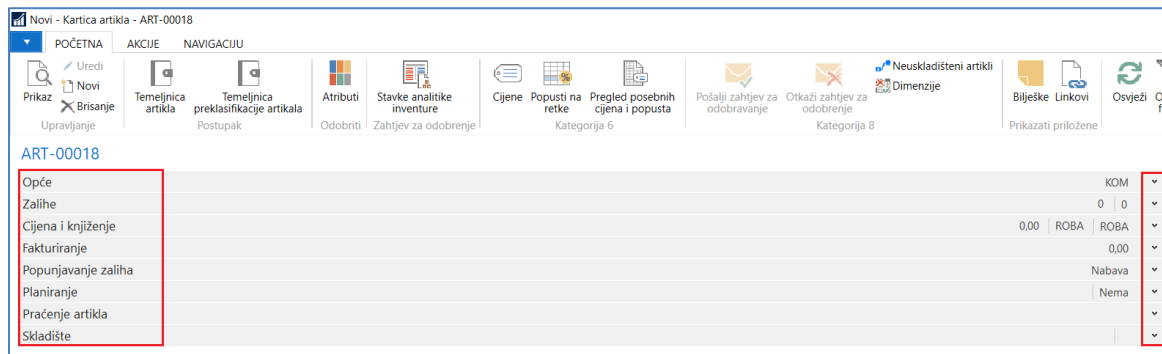 Novi - Kartica artikla - ART-00018
POČETNA AKCIJE NAVIGACIJU
Prikaz
Uredi
Novi
Brisanje
Upravljanje
Temeljnica
artikla
Temeljnica
preklasifikacije artikala
Postupak
Atributi
Odobriti
Stavke analitike
inventure
Zahtjev za odobrenje
Cijene
Popusti na
retke
Pregled posebnih
cijena i popusta
Kategorija 6
Pošalji zahtjev za
odobravanje
Otkaži zahtjev za
odobrenje
Neuskladišteni artikli
Dimenzije
Kategorija 8
Bilješke
Linkovi
Prikazati priložene
Osvježi
ART-00018
Opće KOM
Zalihe 0 0
Cijena i knjiženje 0,00 ROBA ROBA
Fakturiranje 0,00
Popunjavanje zaliha Nabava
Planiranje Nema
Praćenje artikla
Skladište